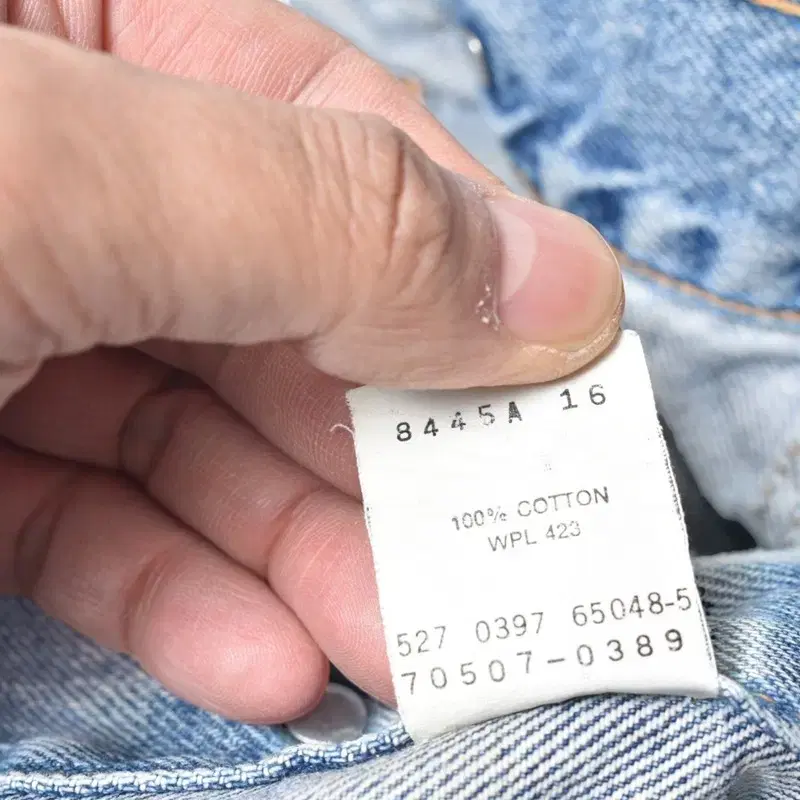 8445A 16
100% COTTON
WPL 423
527 0397 65048-5
70507-0389